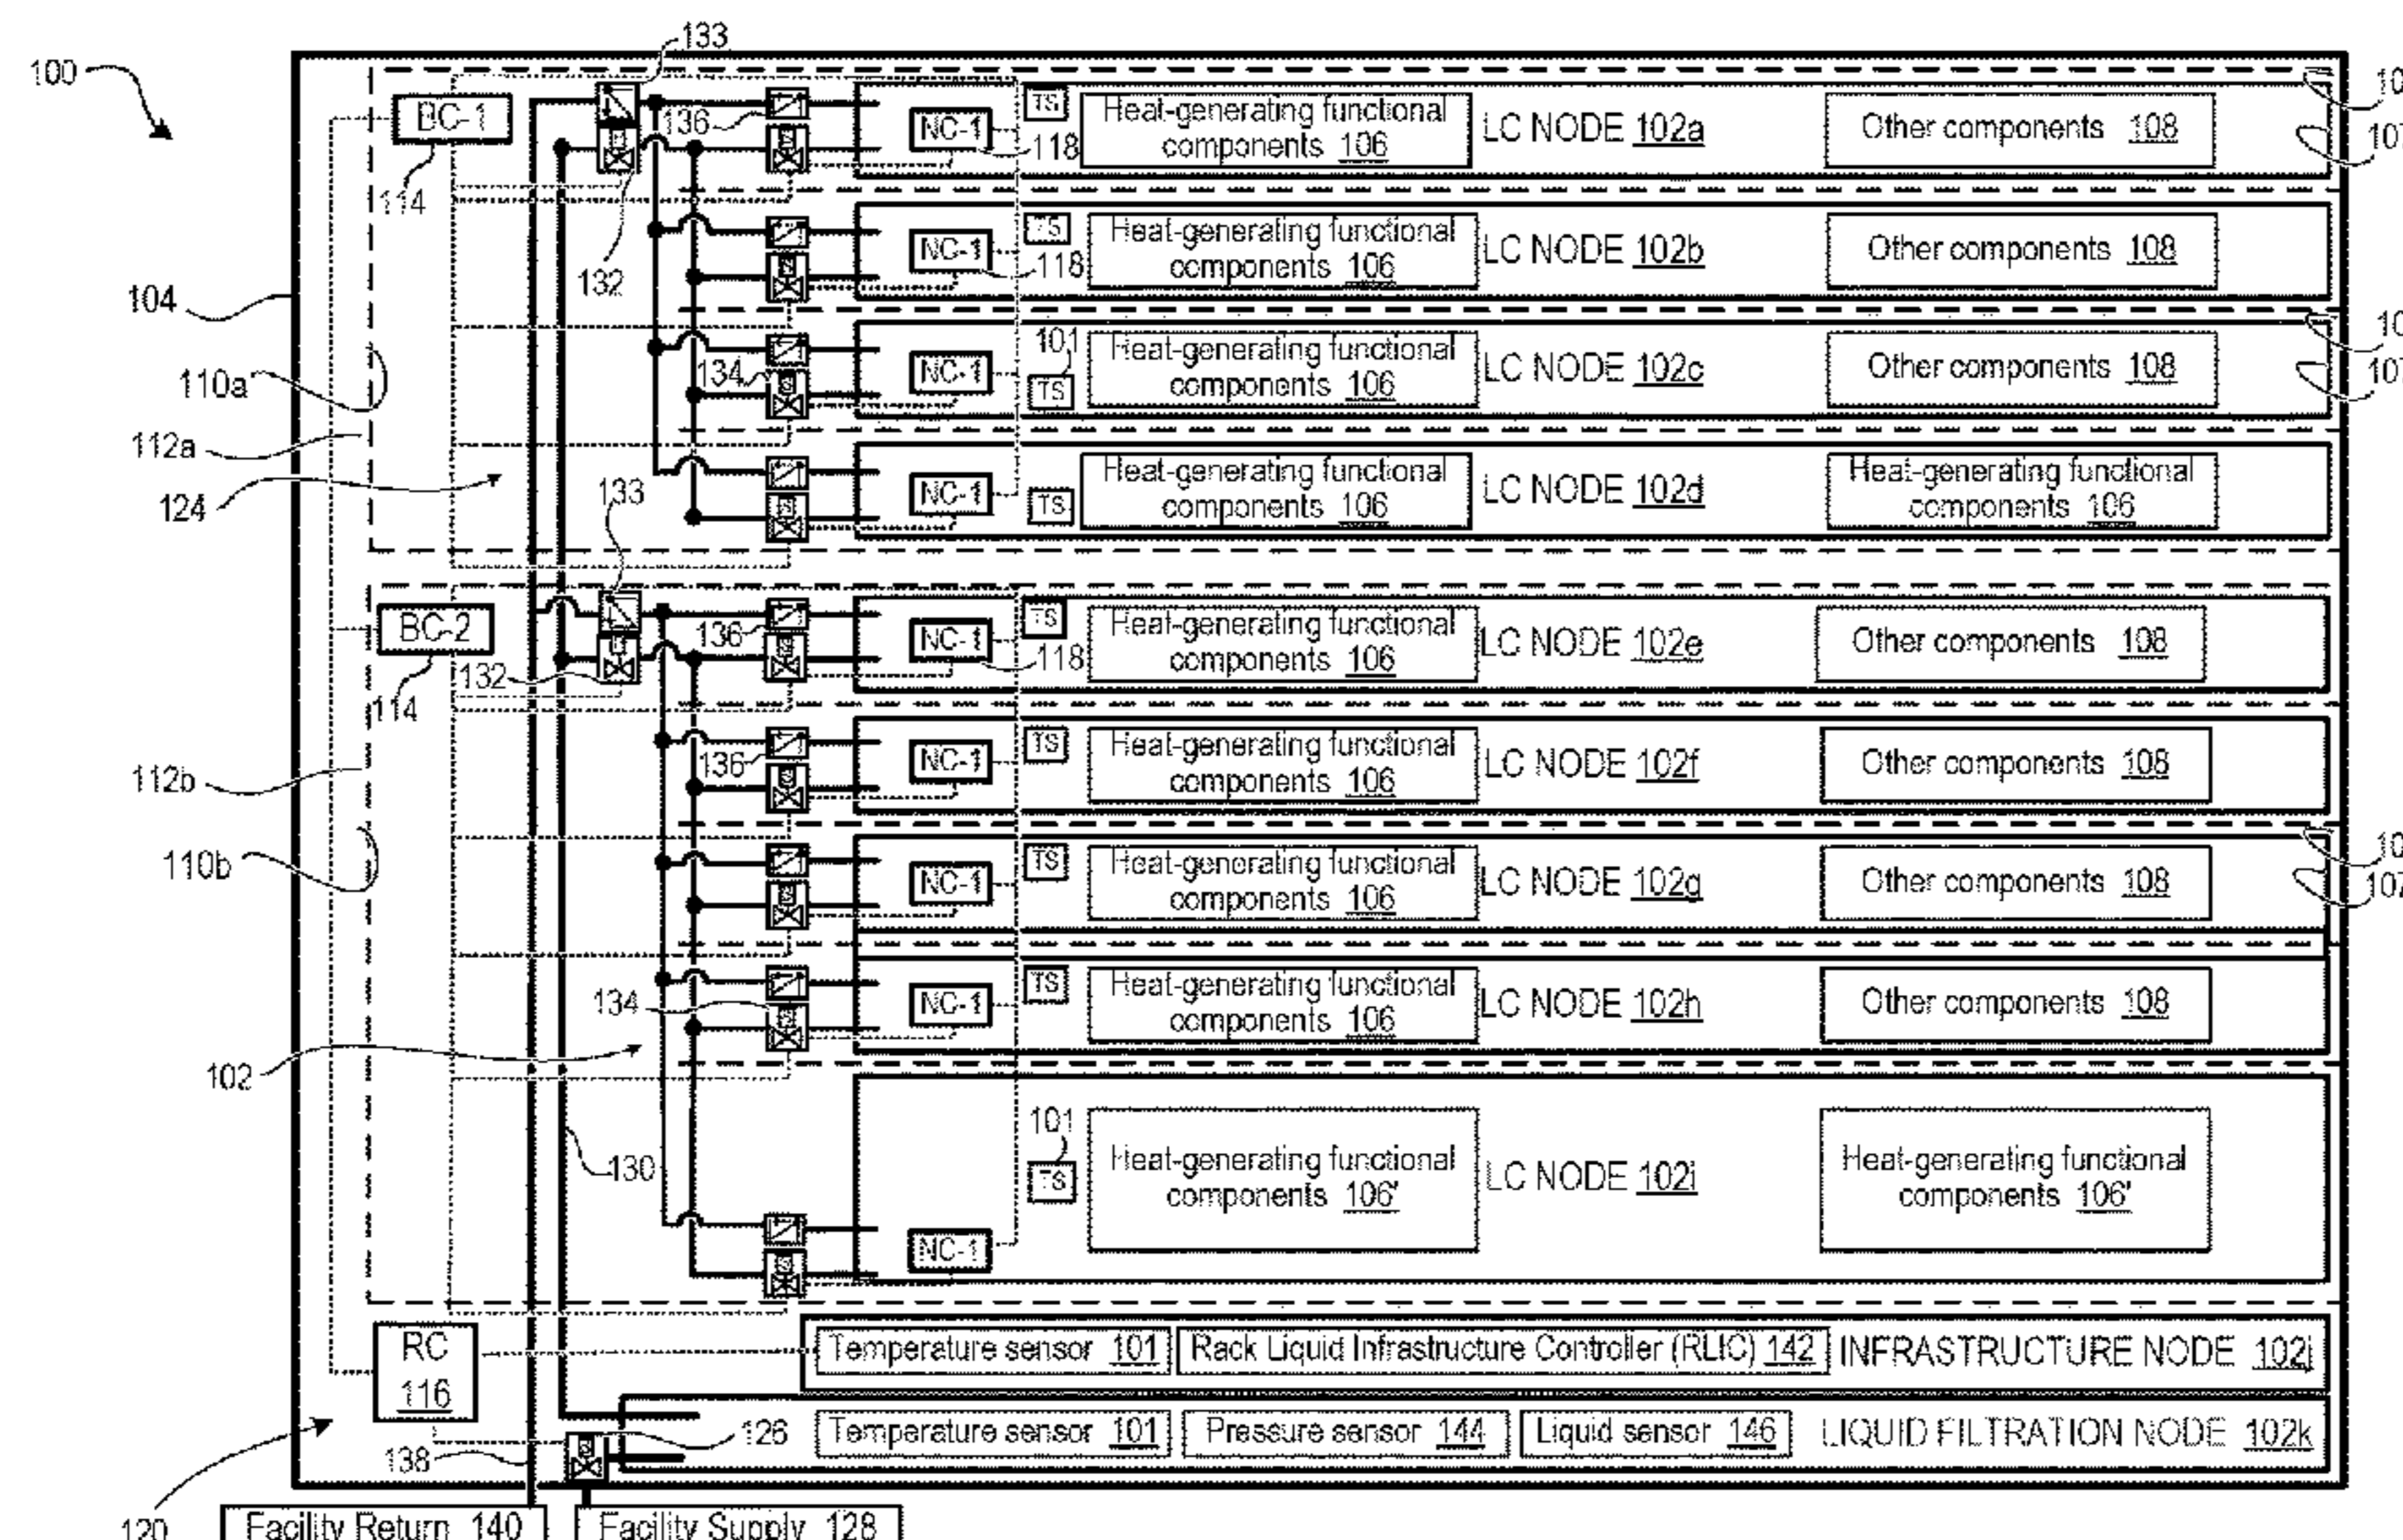 133
100
BC-1
136
NC-1
TS
118
Heat-generating functional
components 106
LC NODE 102a
Other components 108
10
107
114
132
NC-1
TS
118
Heat-generating functional
components 106
LC NODE 102b
Other components 108
104
110a
134
NC-1
101
TS
Heat-generating functional
components 106
LC NODE 102c
Other components 108
10
107
112a
124
133
NC-1
TS
Heat-generating functional
components 106
LC NODE 102d
Heat-generating functional
components 106
BC-2
114
132
136
NC-1
TS
118
Heat-generating functional
components 106
LC NODE 102e
Other components 108
112b
136
NC-1
TS
Heat-generating functional
components 106
LC NODE 102f
Other components 108
110b
NC-1
TS
Heat-generating functional
components 106
LC NODE 102g
Other components 108
10
107
134
NC-1
TS
Heat-generating functional
components 106
LC NODE 102h
Other components 108
102
130
101
TS
NC-1
Heat-generating functional
components 106'
LC NODE 102i
Heat-generating functional
components 106'
RC
116
Temperature sensor 101
Rack Liquid Infrastructure Controller (RLIC) 142
INFRASTRUCTURE NODE 102j
138
126
Temperature sensor 101
Pressure sensor 144
Liquid sensor 146
LIQUID FILTRATION NODE 102k
120
Facility Return 140
Facility Supply 128